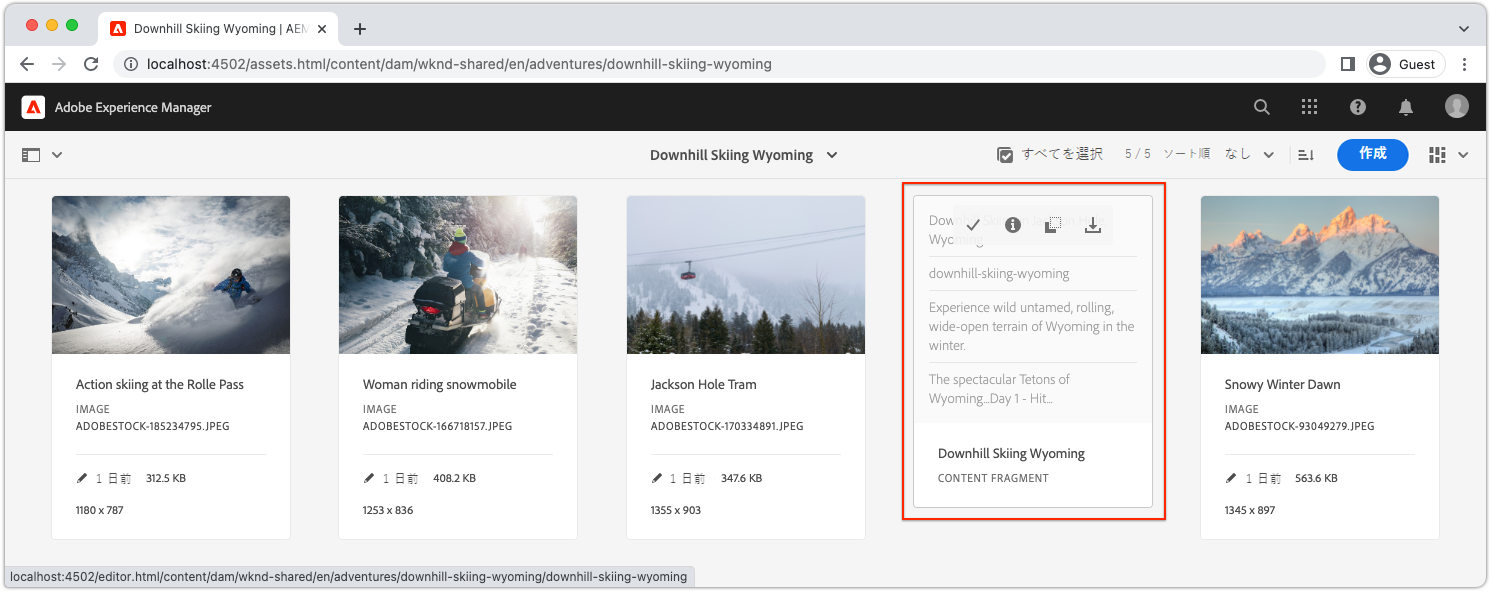 Downhill Skiing Wyoming | AEM
localhost:4502/assets.html/content/dam/wknd-shared/en/adventures/downhill-skiing-wyoming
Guest
Adobe Experience Manager
Downhill Skiing Wyoming
すべてを選択 5 / 5 ソート順 なし
作成
Action skiing at the Rolle Pass
IMAGE
ADOBESTOCK-185234795.JPEG
1 日前 312.5 KB
1180 x 787
Woman riding snowmobile
IMAGE
ADOBESTOCK-166718157.JPEG
1 日前 408.2 KB
1253 x 836
Jackson Hole Tram
IMAGE
ADOBESTOCK-170334891.JPEG
1 日前 347.6 KB
1355 x 903
Downhill Skiing Jackson Hole,
Wyoming
downhill-skiing-wyoming
Experience wild untamed, rolling,
wide-open terrain of Wyoming in the
winter.
The spectacular Tetons of
Wyoming...Day 1 - Hit...
Downhill Skiing Wyoming
CONTENT FRAGMENT
Snowy Winter Dawn
IMAGE
ADOBESTOCK-93049279.JPEG
1 日前 563.6 KB
1345 x 897
localhost:4502/editor.html/content/dam/wknd-shared/en/adventures/downhill-skiing-wyoming/downhill-skiing-wyoming